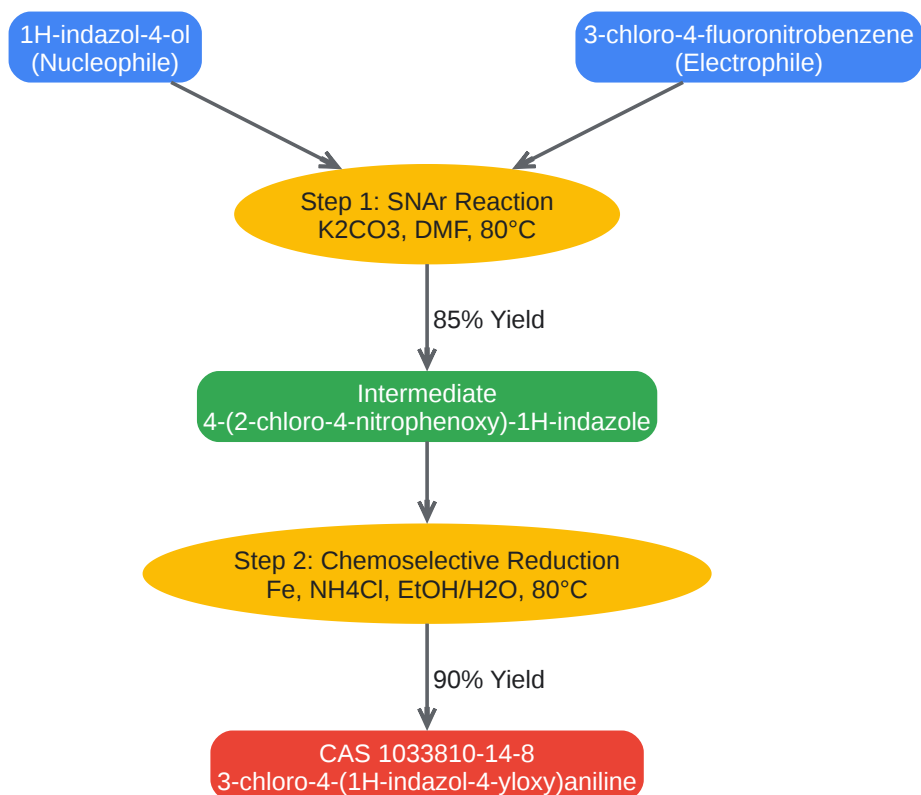 1H-indazol-4-ol
(Nucleophile)
3-chloro-4-fluoronitrobenzene
(Electrophile)
Step 1: SNAr Reaction
K2CO3, DMF, 80°C
85% Yield
Intermediate
4-(2-chloro-4-nitrophenoxy)-1H-indazole
Step 2: Chemoselective Reduction
Fe, NH4Cl, EtOH/H2O, 80°C
90% Yield
CAS 1033810-14-8
3-chloro-4-(1H-indazol-4-yloxy)aniline